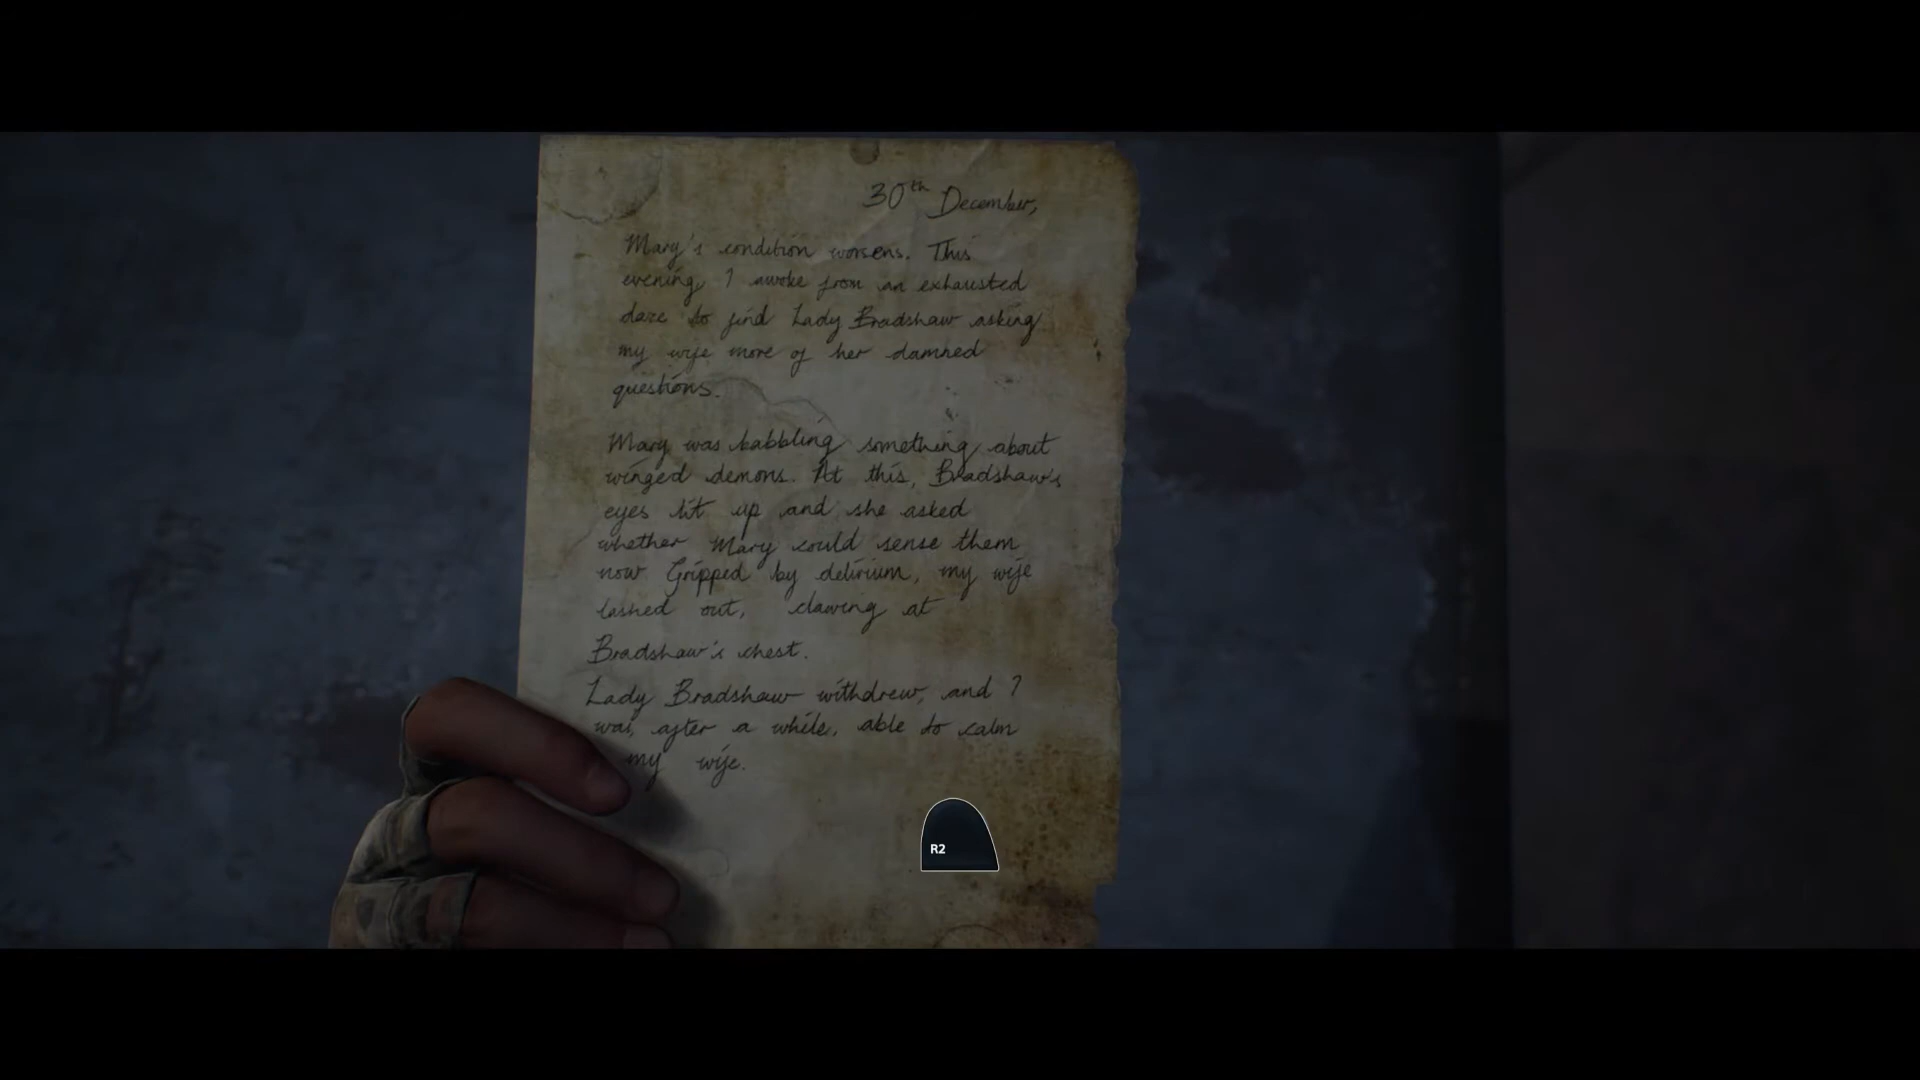 30th December,
Mary's condition worsens. This
evening, I awoke from an exhausted
daze to find Lady Bradshaw asking
my wife more of her damned
questions.
Mary was babbling something about
winged demons. At this, Bradshaw's
eyes lit up and she asked
whether Mary could sense them
now Gripped by delirium, my wife
lashed out, clawing at
Bradshaw's chest.
Lady Bradshaw withdrew, and I
was, after a while, able to calm
my wife.
R2